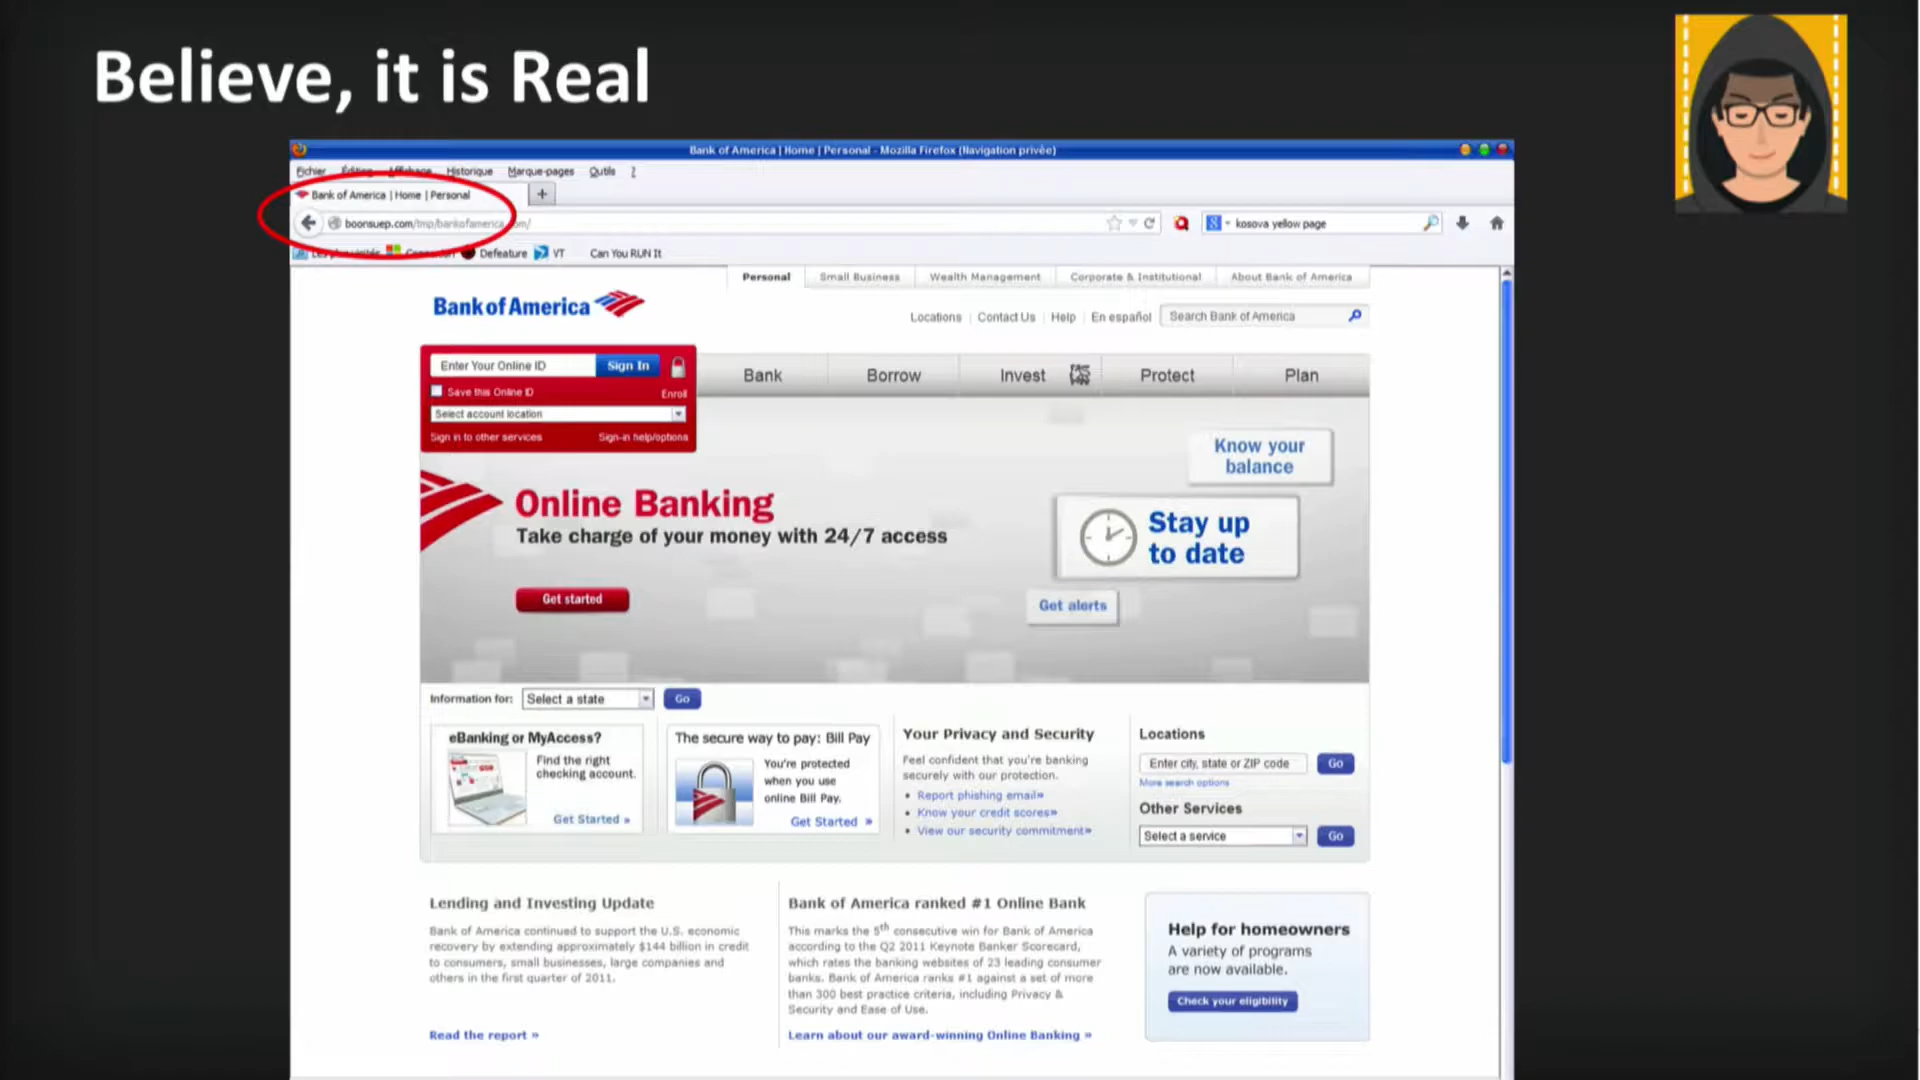 Believe, it is Real
Bank of America | Home | Personal - Mozilla Firefox (Navigation privée)
Fichier Édition Affichage Historique Marque-pages Outils ?
Bank of America | Home | Personal +
boonsuep.com/tmp/bankofamerica.com/ kosova yellow page
Les plus visités Defeature VT Can You RUN It
Personal Small Business Wealth Management Corporate & Institutional About Bank of America
Bank of America
Locations Contact Us Help En español Search Bank of America
Enter Your Online ID Sign In
Save this Online ID Enroll
Select account location
Sign in to other services Sign-in help/options
Bank Borrow Invest Protect Plan
Know your
balance
Online Banking
Take charge of your money with 24/7 access
Stay up
to date
Get started
Get alerts
Information for: Select a state Go
eBanking or MyAccess?
Find the right
checking account.
Get Started »
The secure way to pay: Bill Pay
You're protected
when you use
online Bill Pay.
Get Started »
Your Privacy and Security
Feel confident that you're banking
securely with our protection.
• Report phishing email»
• Know your credit scores»
• View our security commitment»
Locations
Enter city, state or ZIP code Go
More search options
Other Services
Select a service Go
Lending and Investing Update
Bank of America continued to support the U.S. economic
recovery by extending approximately $144 billion in credit
to consumers, small businesses, large companies and
others in the first quarter of 2011.
Read the report »
Bank of America ranked #1 Online Bank
This marks the 5th consecutive win for Bank of America
according to the Q2 2011 Keynote Banker Scorecard,
which rates the banking websites of 23 leading consumer
banks. Bank of America ranks #1 against a set of more
than 300 best practice criteria, including Privacy &
Security and Ease of Use.
Learn about our award-winning Online Banking »
Help for homeowners
A variety of programs
are now available.
Check your eligibility